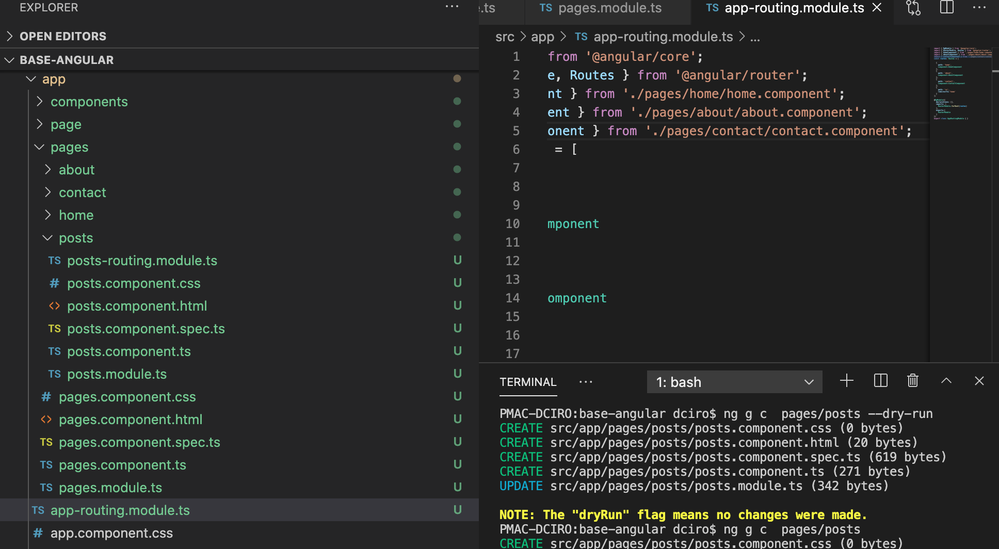 EXPLORER
OPEN EDITORS
BASE-ANGULAR
app
components
page
pages
about
contact
home
posts
TS posts-routing.module.ts U
# posts.component.css U
<> posts.component.html U
TS posts.component.spec.ts U
TS posts.component.ts U
TS posts.module.ts U
# pages.component.css U
<> pages.component.html U
TS pages.component.spec.ts U
TS pages.component.ts U
TS pages.module.ts U
TS app-routing.module.ts U
# app.component.css
.ts TS pages.module.ts TS app-routing.module.ts
src > app > TS app-routing.module.ts > ...
1 from '@angular/core';
2 e, Routes } from '@angular/router';
3 nt } from './pages/home/home.component';
4 ent } from './pages/about/about.component';
5 onent } from './pages/contact/contact.component';
6 = [
7
8
9
10 mponent
11
12
13
14 omponent
15
16
17
TERMINAL ... 1: bash
PMAC-DCIRO:base-angular dciro$ ng g c  pages/posts --dry-run
CREATE src/app/pages/posts/posts.component.css (0 bytes)
CREATE src/app/pages/posts/posts.component.html (20 bytes)
CREATE src/app/pages/posts/posts.component.spec.ts (619 bytes)
CREATE src/app/pages/posts/posts.component.ts (271 bytes)
UPDATE src/app/pages/posts/posts.module.ts (342 bytes)
NOTE: The "dryRun" flag means no changes were made.
PMAC-DCIRO:base-angular dciro$ ng g c  pages/posts
CREATE src/app/pages/posts/posts.component.css (0 bytes)